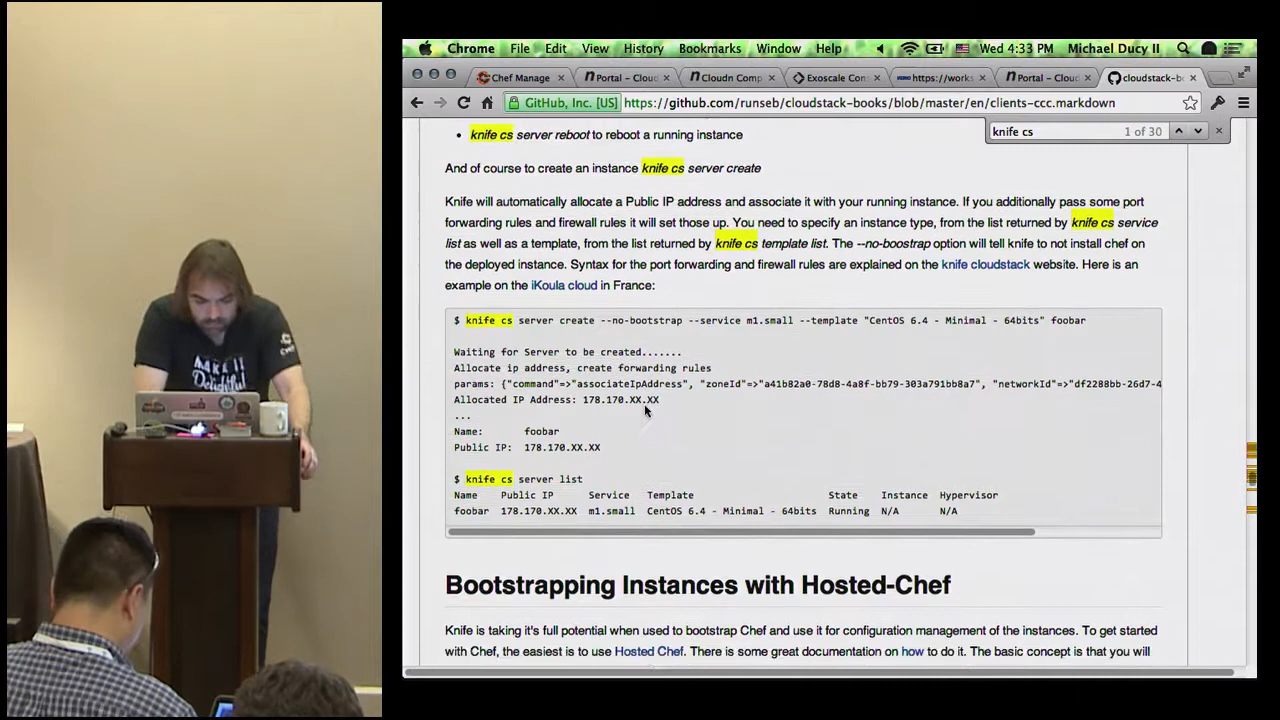 MAKE IT
Delightful
Chrome File Edit View History Bookmarks Window Help Wed 4:33 PM Michael Ducy II
Chef Manage Portal – Cloud Cloudn Comp Exoscale Con https://works Portal – Cloud cloudstack-bo
GitHub, Inc. [US] https://github.com/runseb/cloudstack-books/blob/master/en/clients-ccc.markdown
knife cs 1 of 30
• knife cs server reboot to reboot a running instance
And of course to create an instance knife cs server create
Knife will automatically allocate a Public IP address and associate it with your running instance. If you additionally pass some port
forwarding rules and firewall rules it will set those up. You need to specify an instance type, from the list returned by knife cs service
list as well as a template, from the list returned by knife cs template list. The --no-boostrap option will tell knife to not install chef on
the deployed instance. Syntax for the port forwarding and firewall rules are explained on the knife cloudstack website. Here is an
example on the iKoula cloud in France:
$ knife cs server create --no-bootstrap --service m1.small --template "CentOS 6.4 - Minimal - 64bits" foobar
Waiting for Server to be created.......
Allocate ip address, create forwarding rules
params: {"command"=>"associateIpAddress", "zoneId"=>"a41b82a0-78d8-4a8f-bb79-303a791bb8a7", "networkId"=>"df2288bb-26d7-4
Allocated IP Address: 178.170.XX.XX
...
Name: foobar
Public IP: 178.170.XX.XX
$ knife cs server list
Name Public IP Service Template State Instance Hypervisor
foobar 178.170.XX.XX m1.small CentOS 6.4 - Minimal - 64bits Running N/A N/A
Bootstrapping Instances with Hosted-Chef
Knife is taking it's full potential when used to bootstrap Chef and use it for configuration management of the instances. To get started
with Chef, the easiest is to use Hosted Chef. There is some great documentation on how to do it. The basic concept is that you will